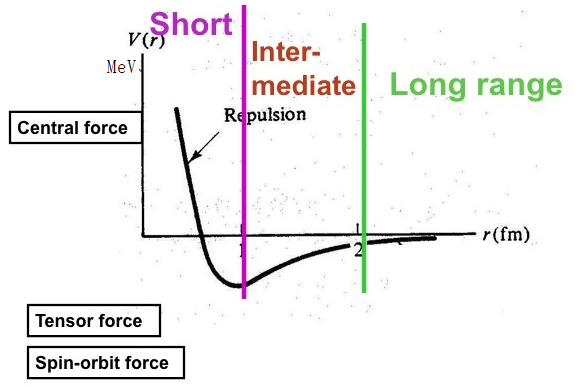 Short
V(r)
MeV
Inter-
mediate
Long range
Repulsion
Central force
r(fm)
1
2
Tensor force
Spin-orbit force